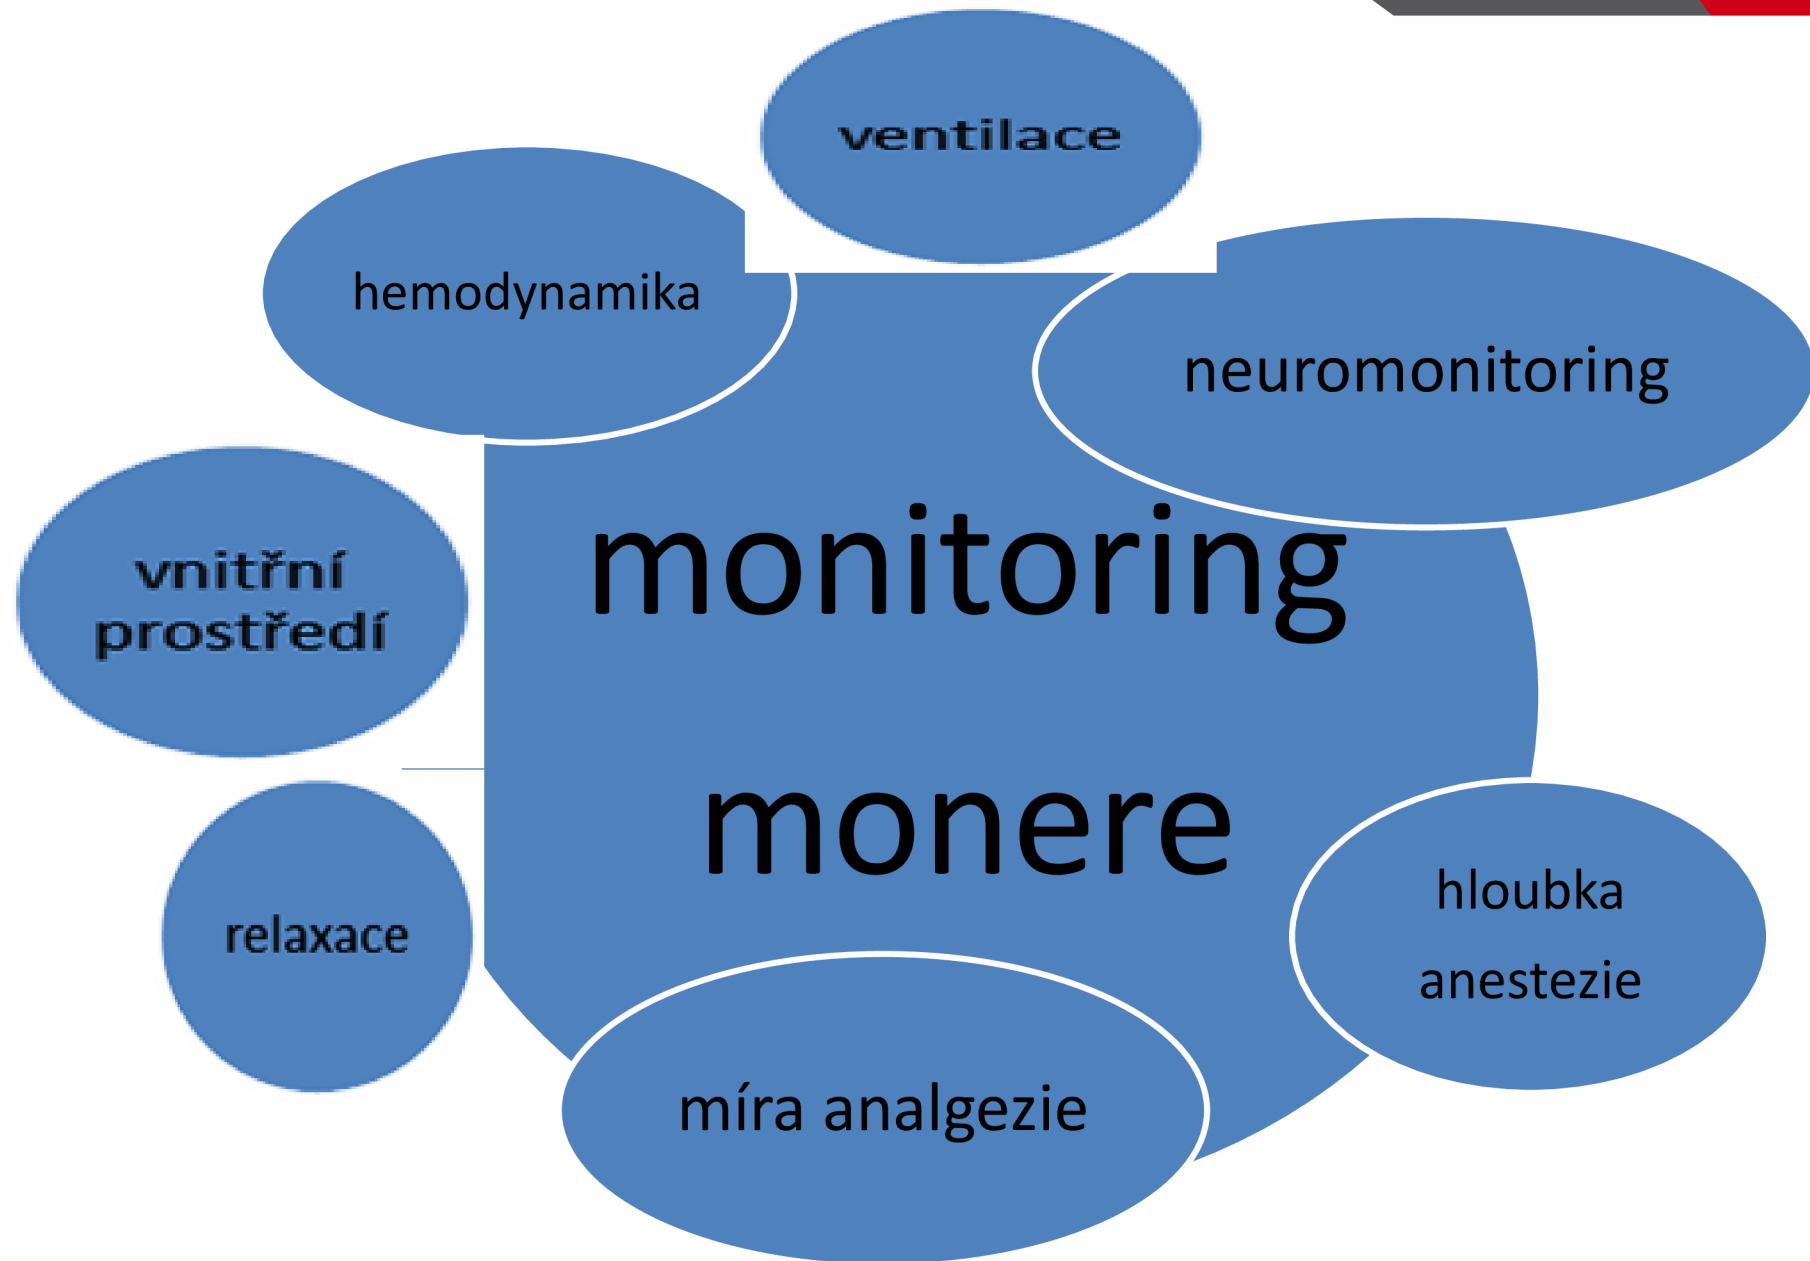 ventilace
hemodynamika
neuromonitoring
vnitřní
prostředí
monitoring
monere
relaxace
hloubka
anestezie
míra analgezie